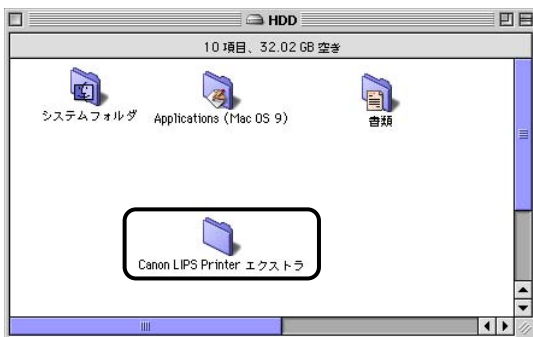 HDD
10 項目、32.02 GB 空き
システムフォルダ
Applications (Mac OS 9)
書類
Canon LIPS Printer エクストラ